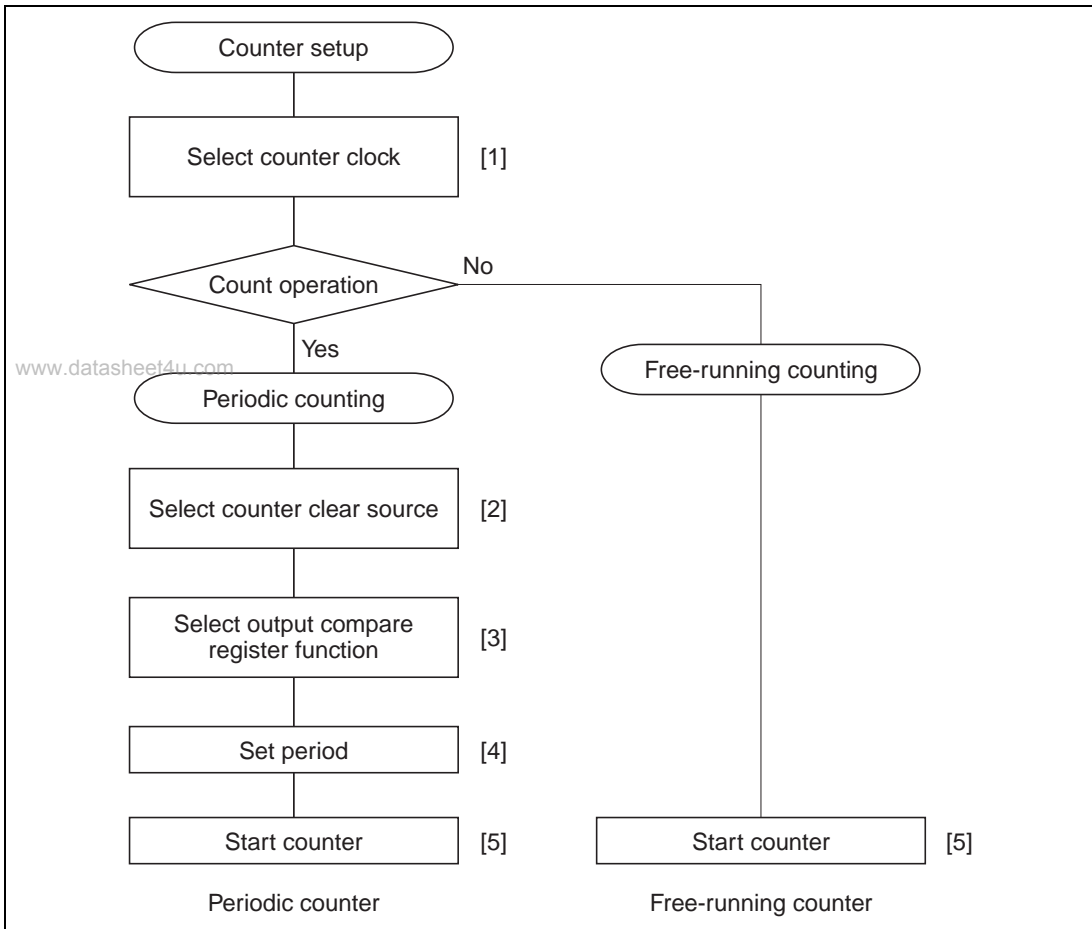 Counter setup
Select counter clock
[1]
Count operation
No
Yes
www.datasheet4u.com
Periodic counting
Free-running counting
Select counter clear source
[2]
Select output compare
register function
[3]
Set period
[4]
Start counter
[5]
Start counter
[5]
Periodic counter
Free-running counter